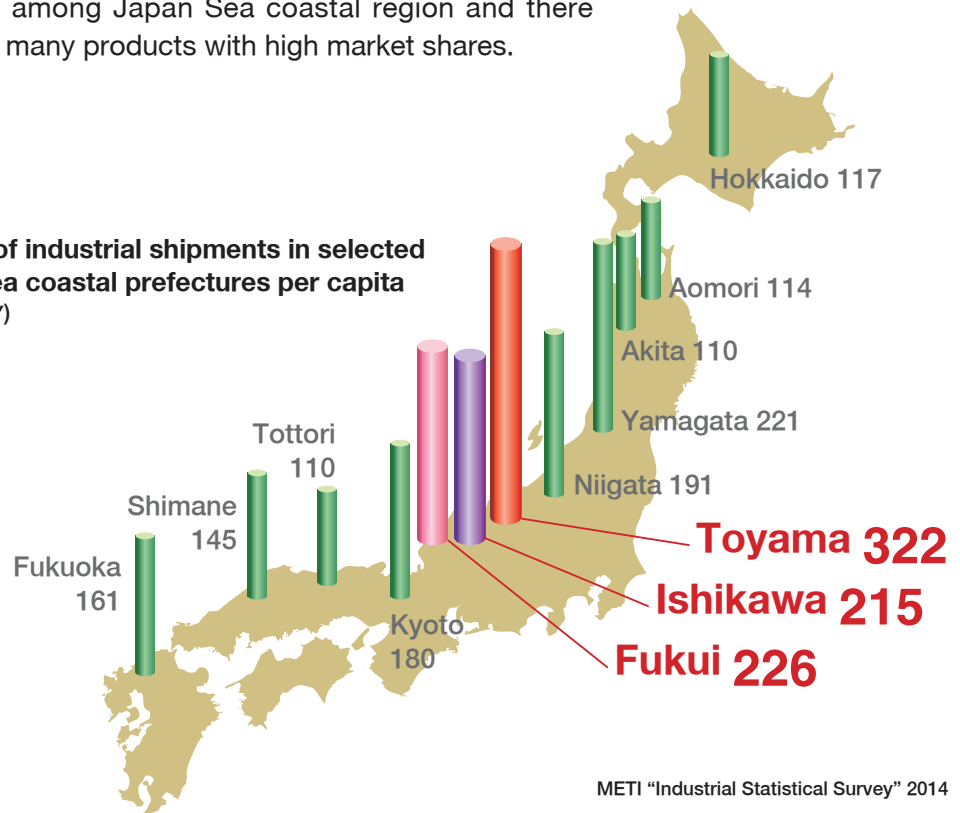 among Japan Sea coastal region and there
many products with high market shares.
of industrial shipments in selected
coastal prefectures per capita
Hokkaido 117
Aomori 114
Akita 110
Yamagata 221
Niigata 191
Toyama 322
Ishikawa 215
Fukui 226
Tottori
110
Shimane
145
Fukuoka
161
Kyoto
180
METI “Industrial Statistical Survey” 2014